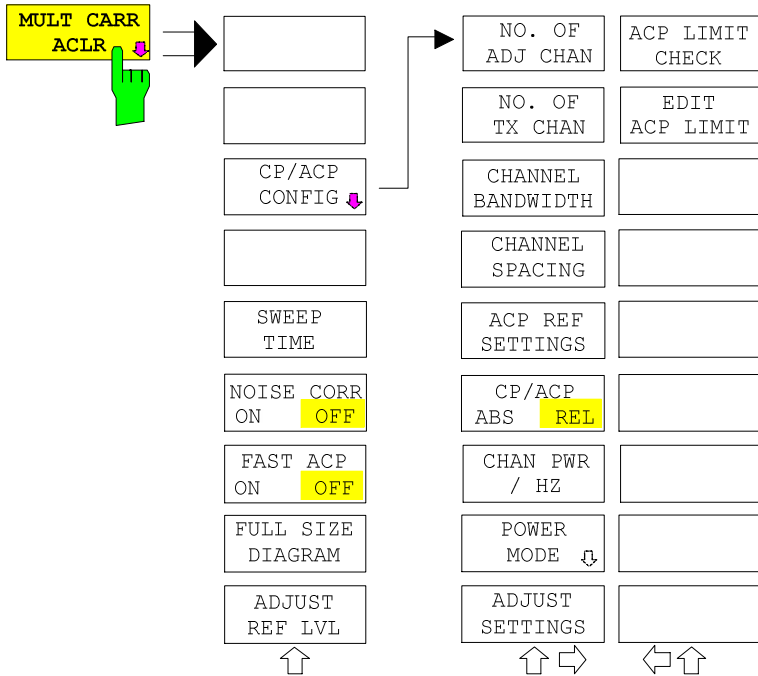 MULT CARR
ACLR
CP/ACP
CONFIG
SWEEP
TIME
NOISE CORR
ON OFF
FAST ACP
ON OFF
FULL SIZE
DIAGRAM
ADJUST
REF LVL
NO. OF
ADJ CHAN
NO. OF
TX CHAN
CHANNEL
BANDWIDTH
CHANNEL
SPACING
ACP REF
SETTINGS
CP/ACP
ABS REL
CHAN PWR
/ HZ
POWER
MODE
ADJUST
SETTINGS
ACP LIMIT
CHECK
EDIT
ACP LIMIT